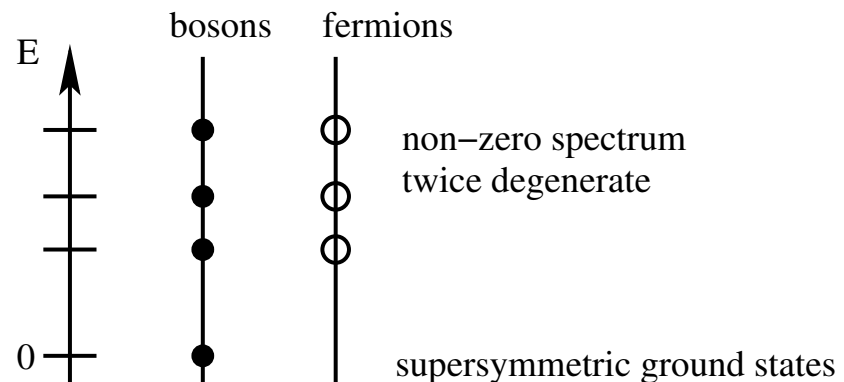 bosons fermions
E
non−zero spectrum
twice degenerate
0
supersymmetric ground states